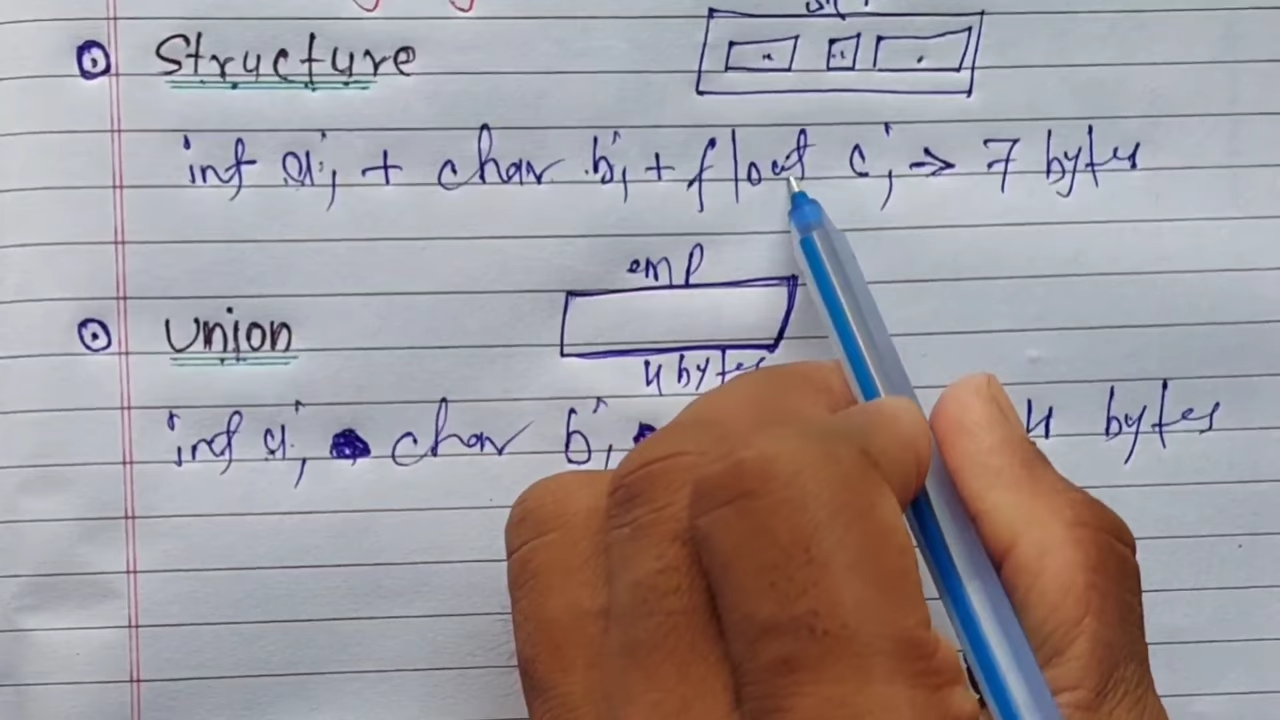 Structure
int a; + char b; + float c; → 7 bytes
emp
Union
4 bytes
int a; char b; 4 bytes